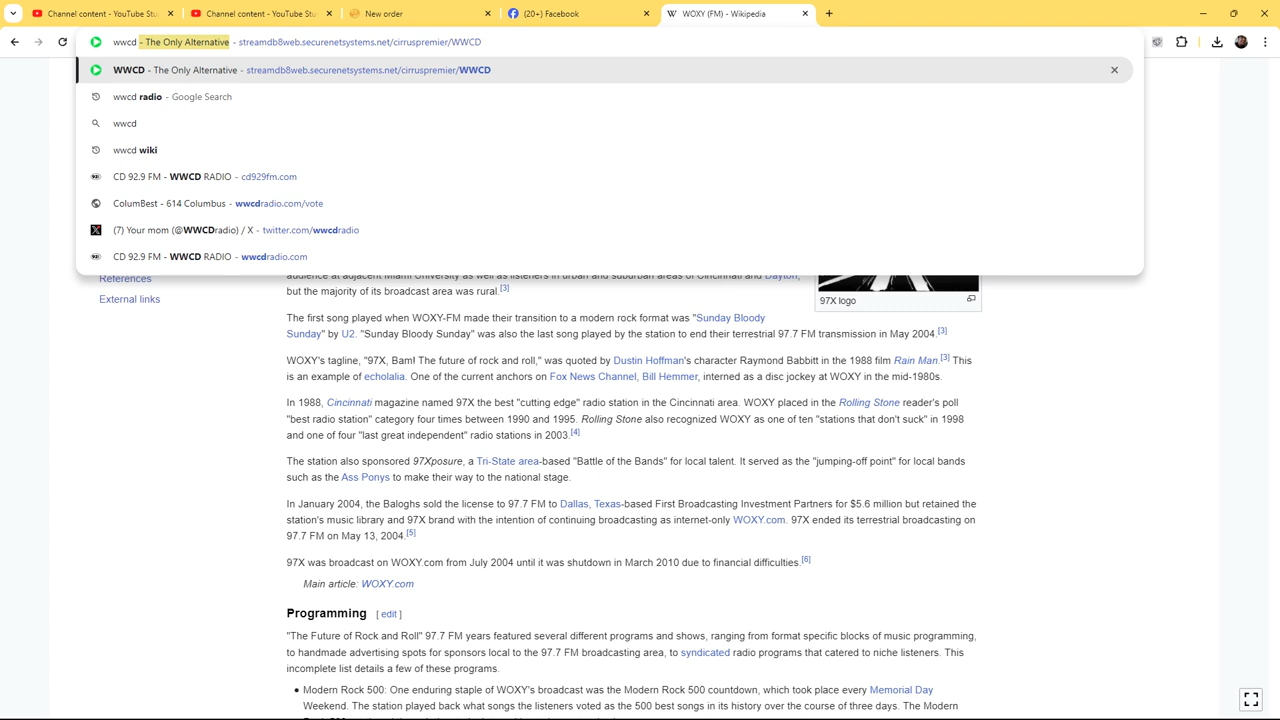 content - YouTube Stu
content - YouTube Stu
New order
(20+) Facebook
WOXY (FM) - Wikipedia
wwcd - The Only Alternative - streamdb8web.securenetsystems.net/cirruspremier/WWCD
WWCD - The Only Alternative - streamdb8web.securenetsystems.net/cirruspremier/WWCD
wwcd radio - Google Search
wwcd
wwcd wiki
CD 92.9 FM - WWCD RADIO - cd929fm.com
ColumBest - 614 Columbus - wwcdradio.com/vote
(7) Your mom (@WWCDradio) / X - twitter.com/wwcdradio
CD 92.9 FM - WWCD RADIO - wwcdradio.com
References
External links
audience at adjacent Miami University as well as listeners in urban and suburban areas of Cincinnati and Dayton,
but the majority of its broadcast area was rural.[3]
97X logo
The first song played when WOXY-FM made their transition to a modern rock format was "Sunday Bloody
Sunday" by U2. "Sunday Bloody Sunday" was also the last song played by the station to end their terrestrial 97.7 FM transmission in May 2004.[3]
WOXY's tagline, "97X, Bam! The future of rock and roll," was quoted by Dustin Hoffman's character Raymond Babbitt in the 1988 film Rain Man.[3] This
is an example of echolalia. One of the current anchors on Fox News Channel, Bill Hemmer, interned as a disc jockey at WOXY in the mid-1980s.
In 1988, Cincinnati magazine named 97X the best "cutting edge" radio station in the Cincinnati area. WOXY placed in the Rolling Stone reader's poll
"best radio station" category four times between 1990 and 1995. Rolling Stone also recognized WOXY as one of ten "stations that don't suck" in 1998
and one of four "last great independent" radio stations in 2003.[4]
The station also sponsored 97Xposure, a Tri-State area-based "Battle of the Bands" for local talent. It served as the "jumping-off point" for local bands
such as the Ass Ponys to make their way to the national stage.
In January 2004, the Baloghs sold the license to 97.7 FM to Dallas, Texas-based First Broadcasting Investment Partners for $5.6 million but retained the
station's music library and 97X brand with the intention of continuing broadcasting as internet-only WOXY.com. 97X ended its terrestrial broadcasting on
97.7 FM on May 13, 2004.[5]
97X was broadcast on WOXY.com from July 2004 until it was shutdown in March 2010 due to financial difficulties.[6]
Main article: WOXY.com
Programming [ edit ]
"The Future of Rock and Roll" 97.7 FM years featured several different programs and shows, ranging from format specific blocks of music programming,
to handmade advertising spots for sponsors local to the 97.7 FM broadcasting area, to syndicated radio programs that catered to niche listeners. This
incomplete list details a few of these programs.
• Modern Rock 500: One enduring staple of WOXY's broadcast was the Modern Rock 500 countdown, which took place every Memorial Day
Weekend. The station played back what songs the listeners voted as the 500 best songs in its history over the course of three days. The Modern